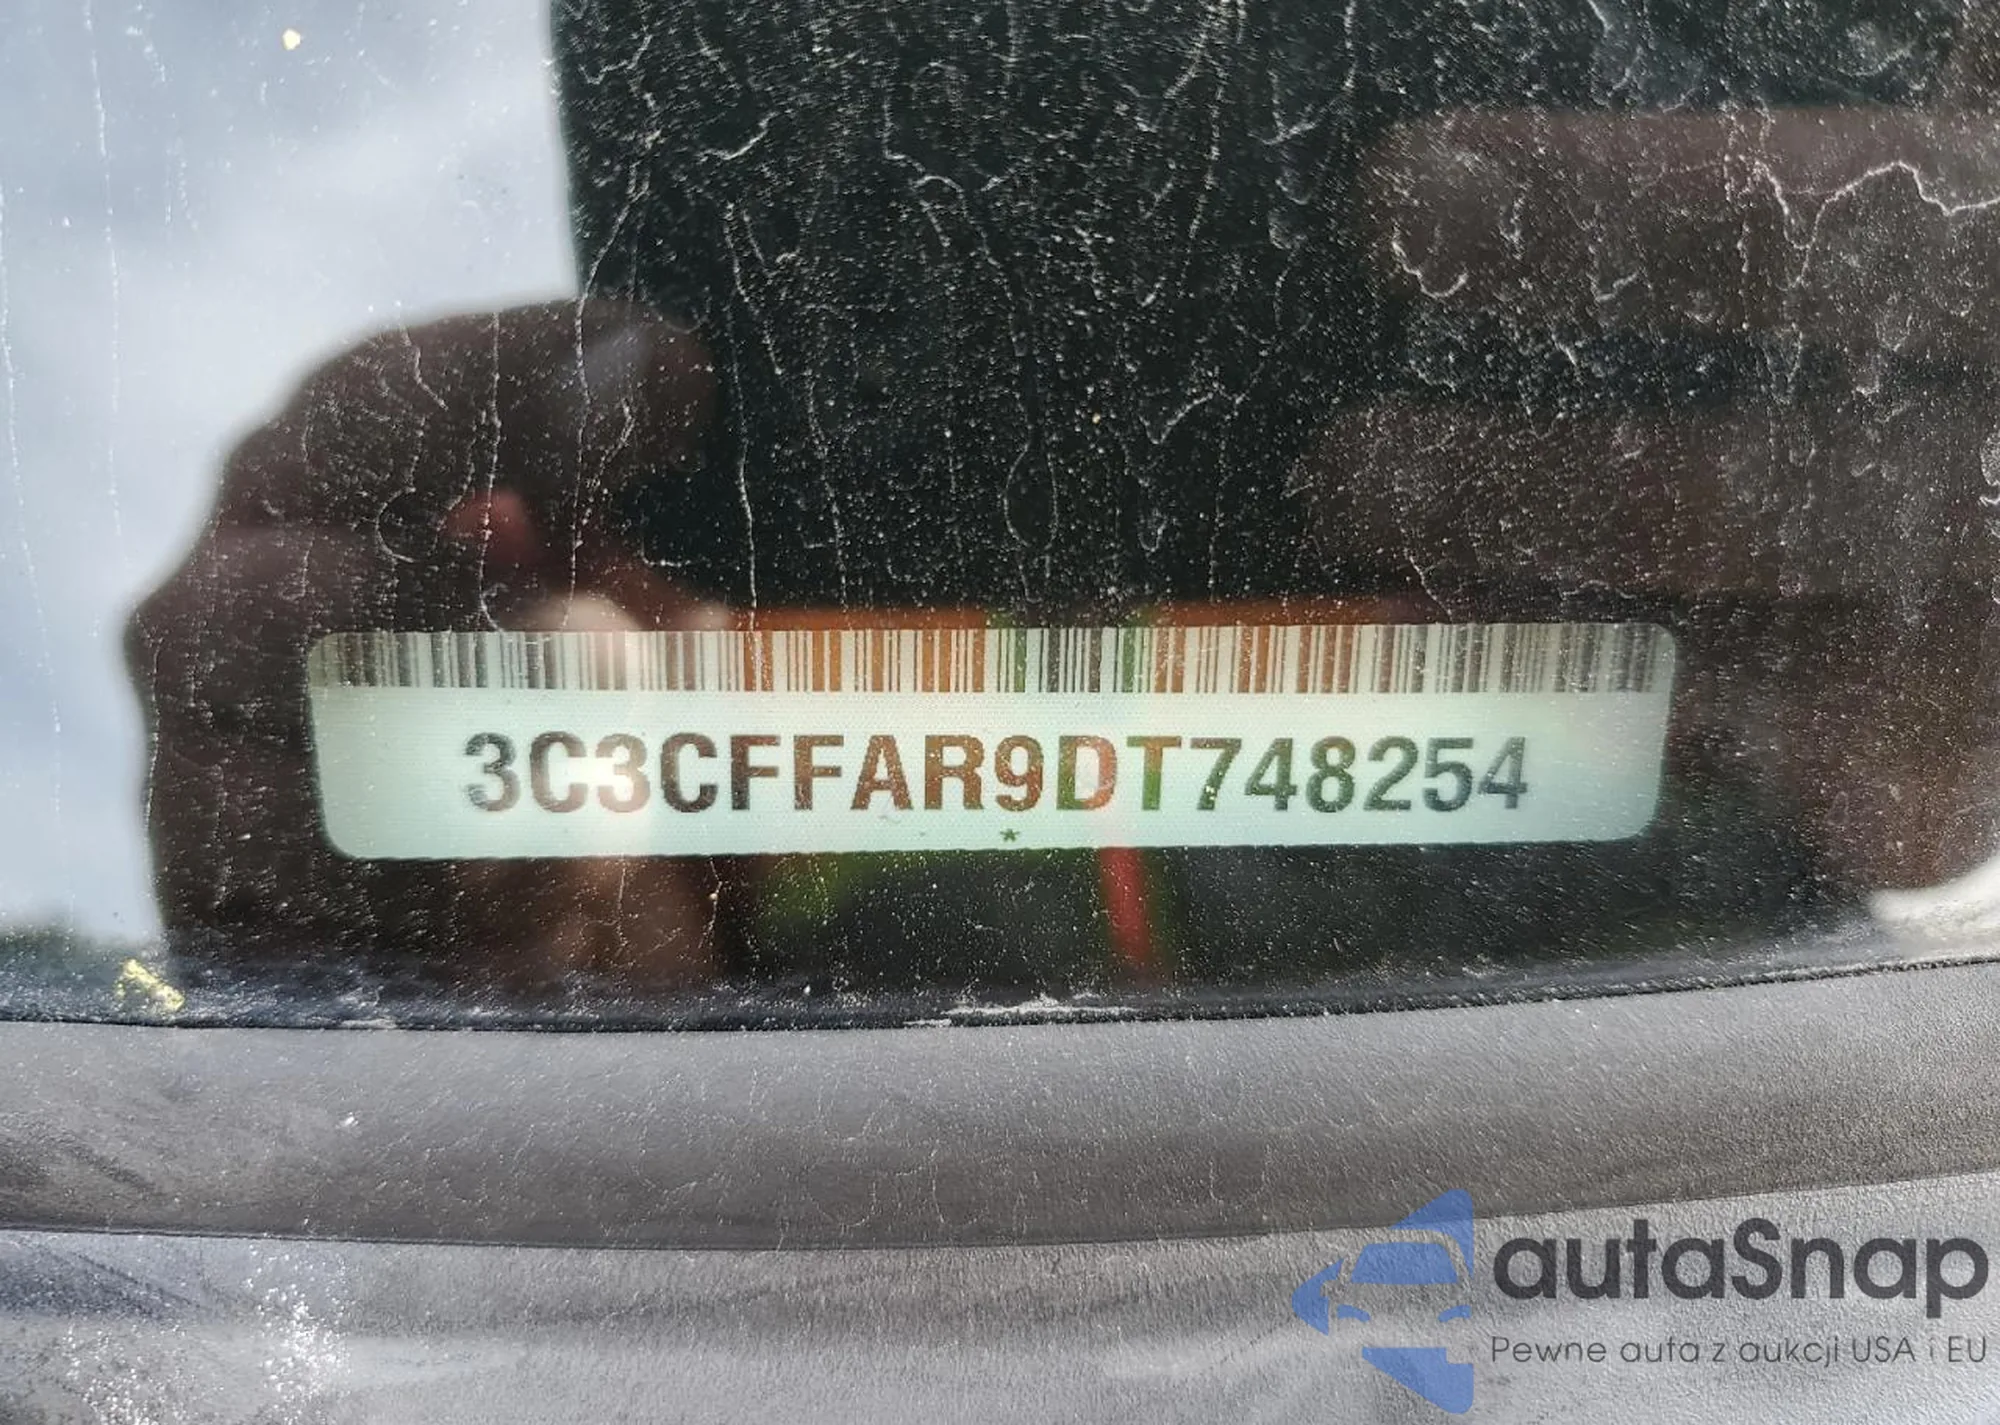 3C3CFFAR9DT748254
*
autaSnap
Pewne auta z aukcji USA i EU